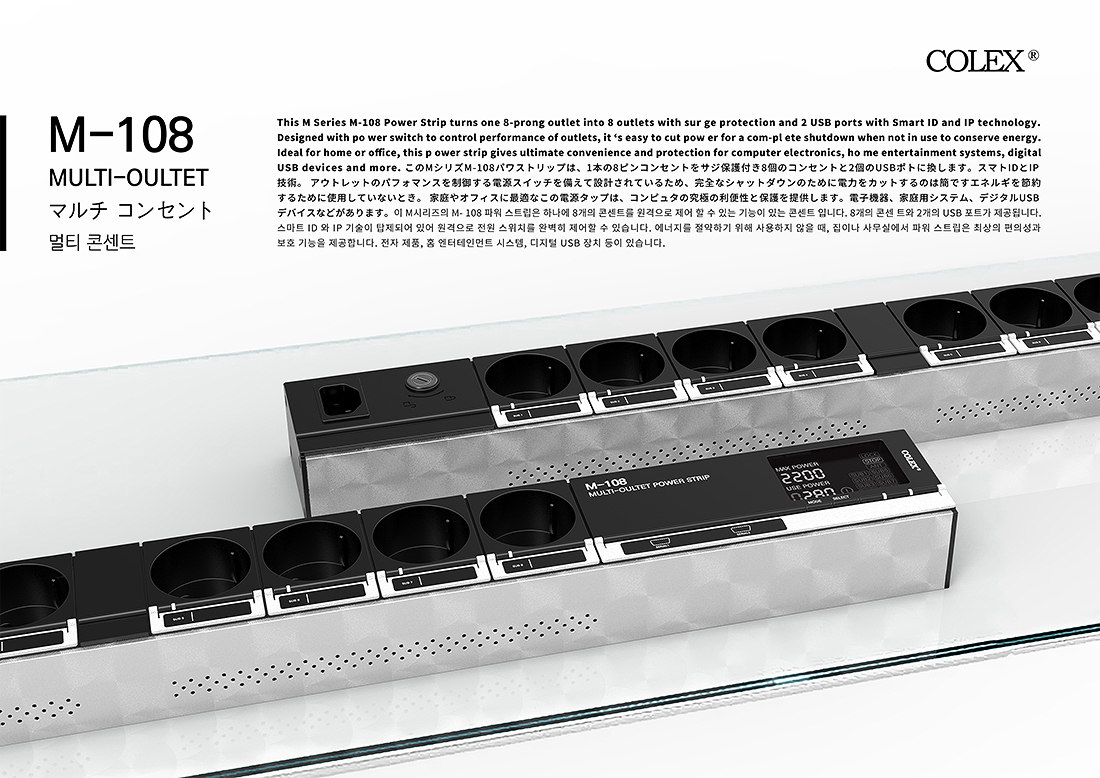 COLEX®
M-108
MULTI-OULTET
マルチ コンセント
멀티 콘센트
This M Series M-108 Power Strip turns one 8-prong outlet into 8 outlets with sur ge protection and 2 USB ports with Smart ID and IP technology.
Designed with po wer switch to control performance of outlets, it ‘s easy to cut pow er for a com-pl ete shutdown when not in use to conserve energy.
Ideal for home or office, this p ower strip gives ultimate convenience and protection for computer electronics, ho me entertainment systems, digital
USB devices and more. このMシリズM-108パワストリップは、1本の8ピンコンセントをサジ保護付き8個のコンセントと2個のUSBポトに換します。スマトIDとIP
技術。 アウトレットのパフォマンスを制御する電源スイッチを備えて設計されているため、完全なシャットダウンのために電力をカットするのは簡ですエネルギを節約
するために使用していないとき。 家庭やオフィスに最適なこの電源タップは、コンピュタの究極の利便性と保護を提供します。電子機器、家庭用システム、デジタルUSB
デバイスなどがあります。이 M시리즈의 M- 108 파워 스트립은 하나에 8개의 콘센트를 원격으로 제어 할 수 있는 기능이 있는 콘센트 입니다. 8개의 콘센 트와 2개의 USB 포트가 제공됩니다.
스마트 ID 와 IP 기술이 탑제되어 있어 원격으로 전원 스위치를 완벽히 제어할 수 있습니다. 에너지를 절약하기 위해 사용하지 않을 때, 집이나 사무실에서 파워 스트립은 최상의 편의성과
보호 기능을 제공합니다. 전자 제품, 홈 엔터테인먼트 시스템, 디지털 USB 장치 등이 있습니다.
M-108
MULTI-OULTET POWER STRIP
MAX POWER
2200
USE POWER
0280
MODE SELECT
STOP
COLEX®
SUB 7